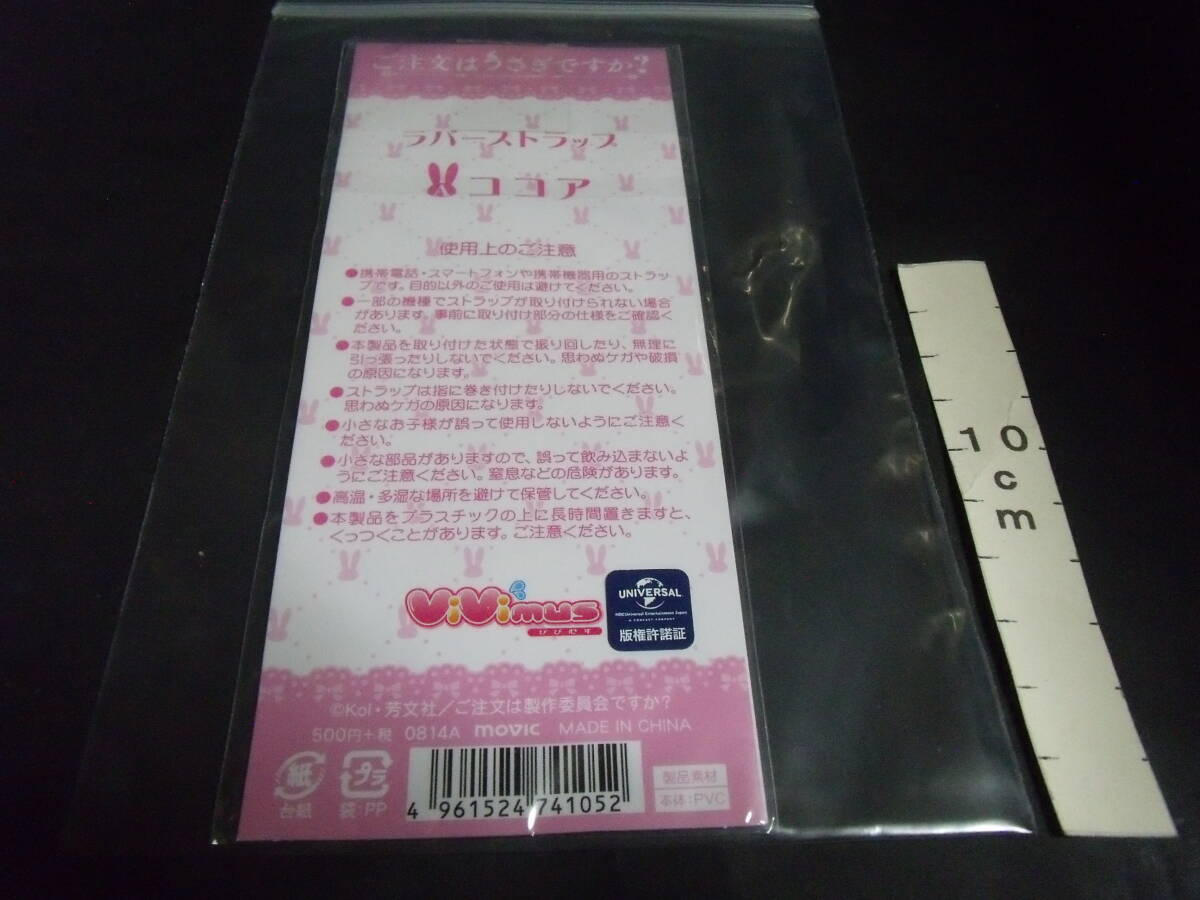 ご注文はうさぎですか?
ラバーストラップ
ココア
使用上のご注意
●携帯電話・スマートフォンや携帯機器用のストラッ
プです。目的以外のご使用は避けてください。
●一部の機種でストラップが取り付けられない場合
があります。事前に取り付け部分の仕様をご確認く
ださい。
●本製品を取り付けた状態で振り回したり、無理に
引っ張ったりしないでください。思わぬケガや破損
の原因になります。
●ストラップは指に巻き付けたりしないでください。
思わぬケガの原因になります。
●小さなお子様が誤って使用しないようにご注意く
ださい。
●小さな部品がありますので、誤って飲み込まないよ
うにご注意ください。窒息などの危険があります。
●高温・多湿な場所を避けて保管してください。
●本製品をプラスチックの上に長時間置きますと、
くっつくことがあります。ご注意ください。
ViVimus
びびむす
UNIVERSAL
NBCUniversal Entertainment Japan
A COMCAST COMPANY
版権許諾証
©Koi・芳文社/ご注文は製作委員会ですか?
500円+税 0814A movic MADE IN CHINA
紙
台紙
プラ
袋:PP
4 961524 741052
製品素材
本体:PVC
10
cm